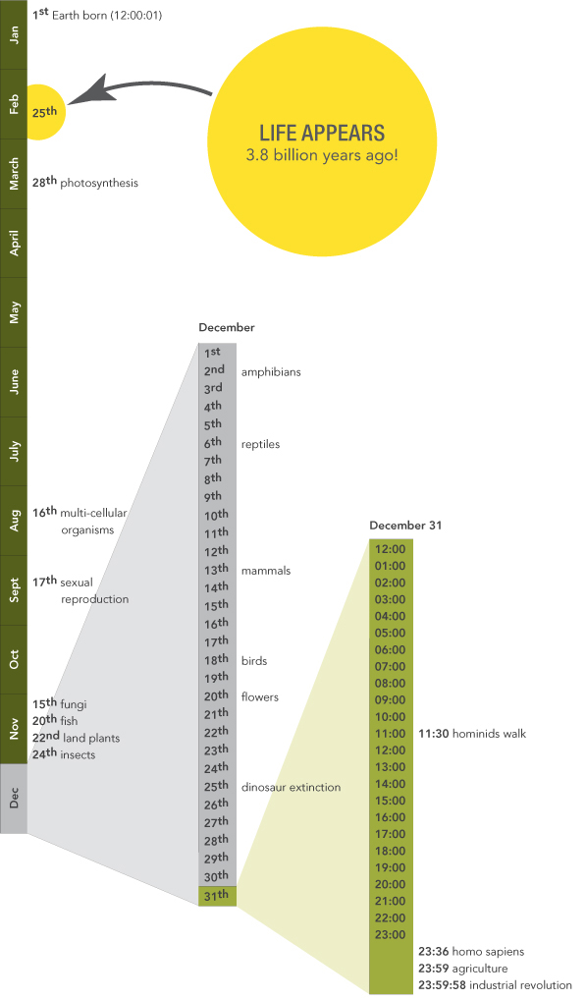 Jan
1st Earth born (12:00:01)
Feb
25th
LIFE APPEARS
3.8 billion years ago!
March
28th photosynthesis
April
May
June
July
Aug
16th multi-cellular
organisms
Sept
17th sexual
reproduction
Oct
Nov
15th fungi
20th fish
22nd land plants
24th insects
Dec
December
1st
2nd amphibians
3rd
4th
5th
6th reptiles
7th
8th
9th
10th
11th
12th
13th mammals
14th
15th
16th
17th
18th birds
19th
20th flowers
21th
22th
23th
24th
25th dinosaur extinction
26th
27th
28th
29th
30th
31th
December 31
12:00
01:00
02:00
03:00
04:00
05:00
06:00
07:00
08:00
09:00
10:00
11:00 11:30 hominids walk
12:00
13:00
14:00
15:00
16:00
17:00
18:00
19:00
20:00
21:00
22:00
23:00
23:36 homo sapiens
23:59 agriculture
23:59:58 industrial revolution